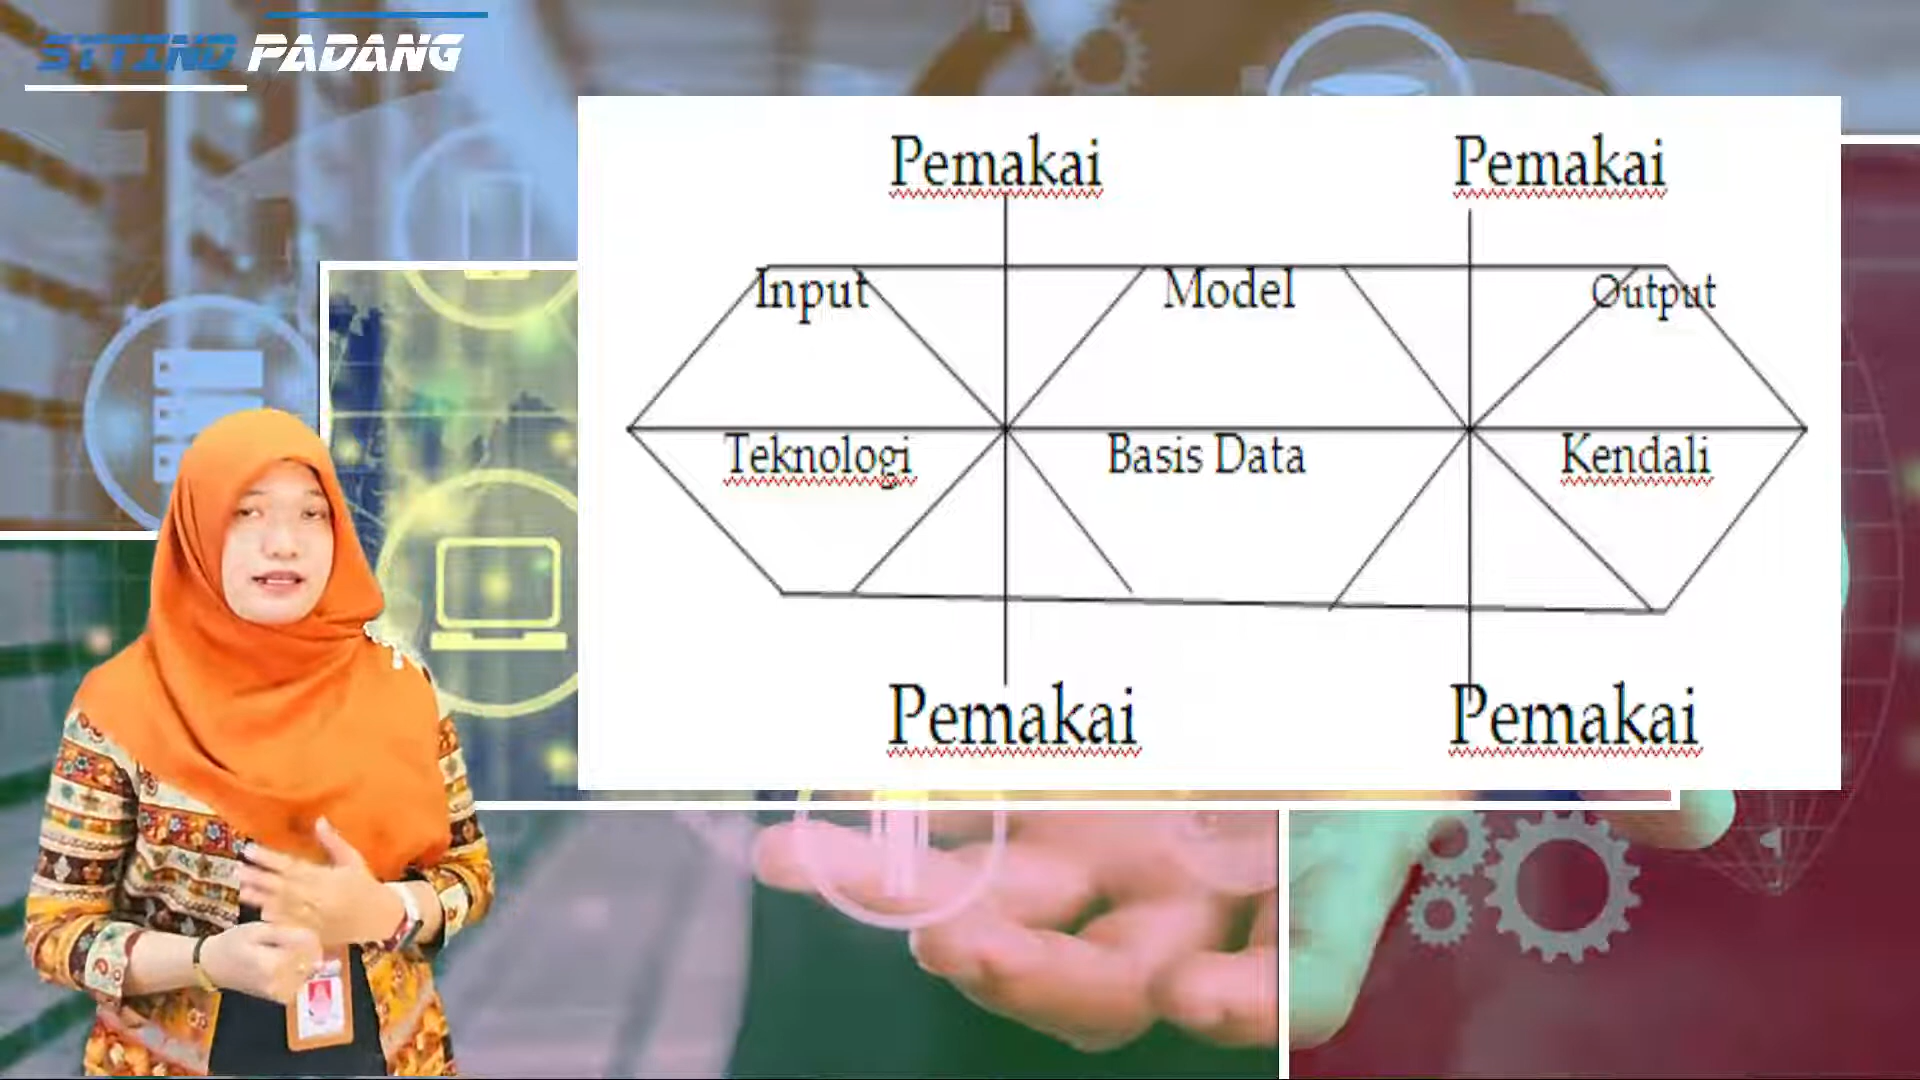 STTIND PADANG
Pemakai Pemakai
Input Model Output
Teknologi Basis Data Kendali
Pemakai Pemakai